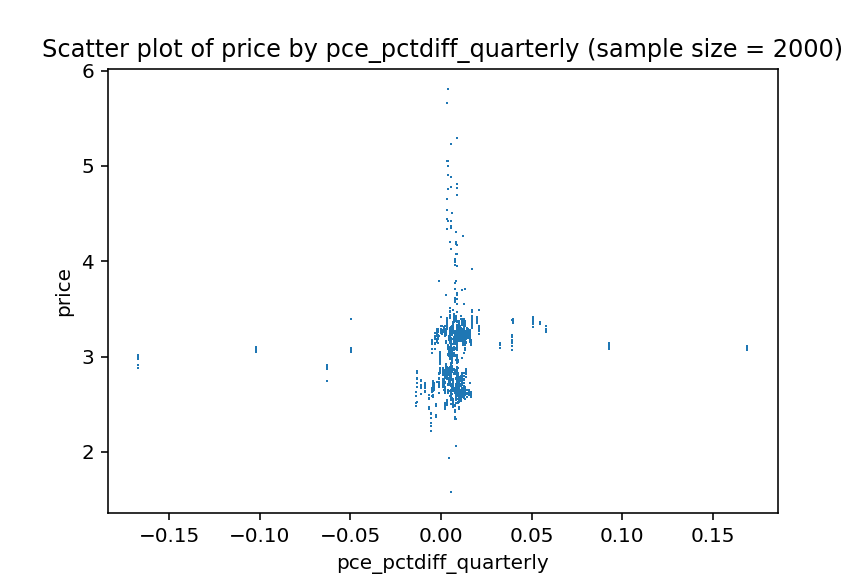 Scatter plot of price by pce_pctdiff_quarterly (sample size = 2000)
6
5
4
3
2
price
−0.15 −0.10 −0.05 0.00 0.05 0.10 0.15
pce_pctdiff_quarterly